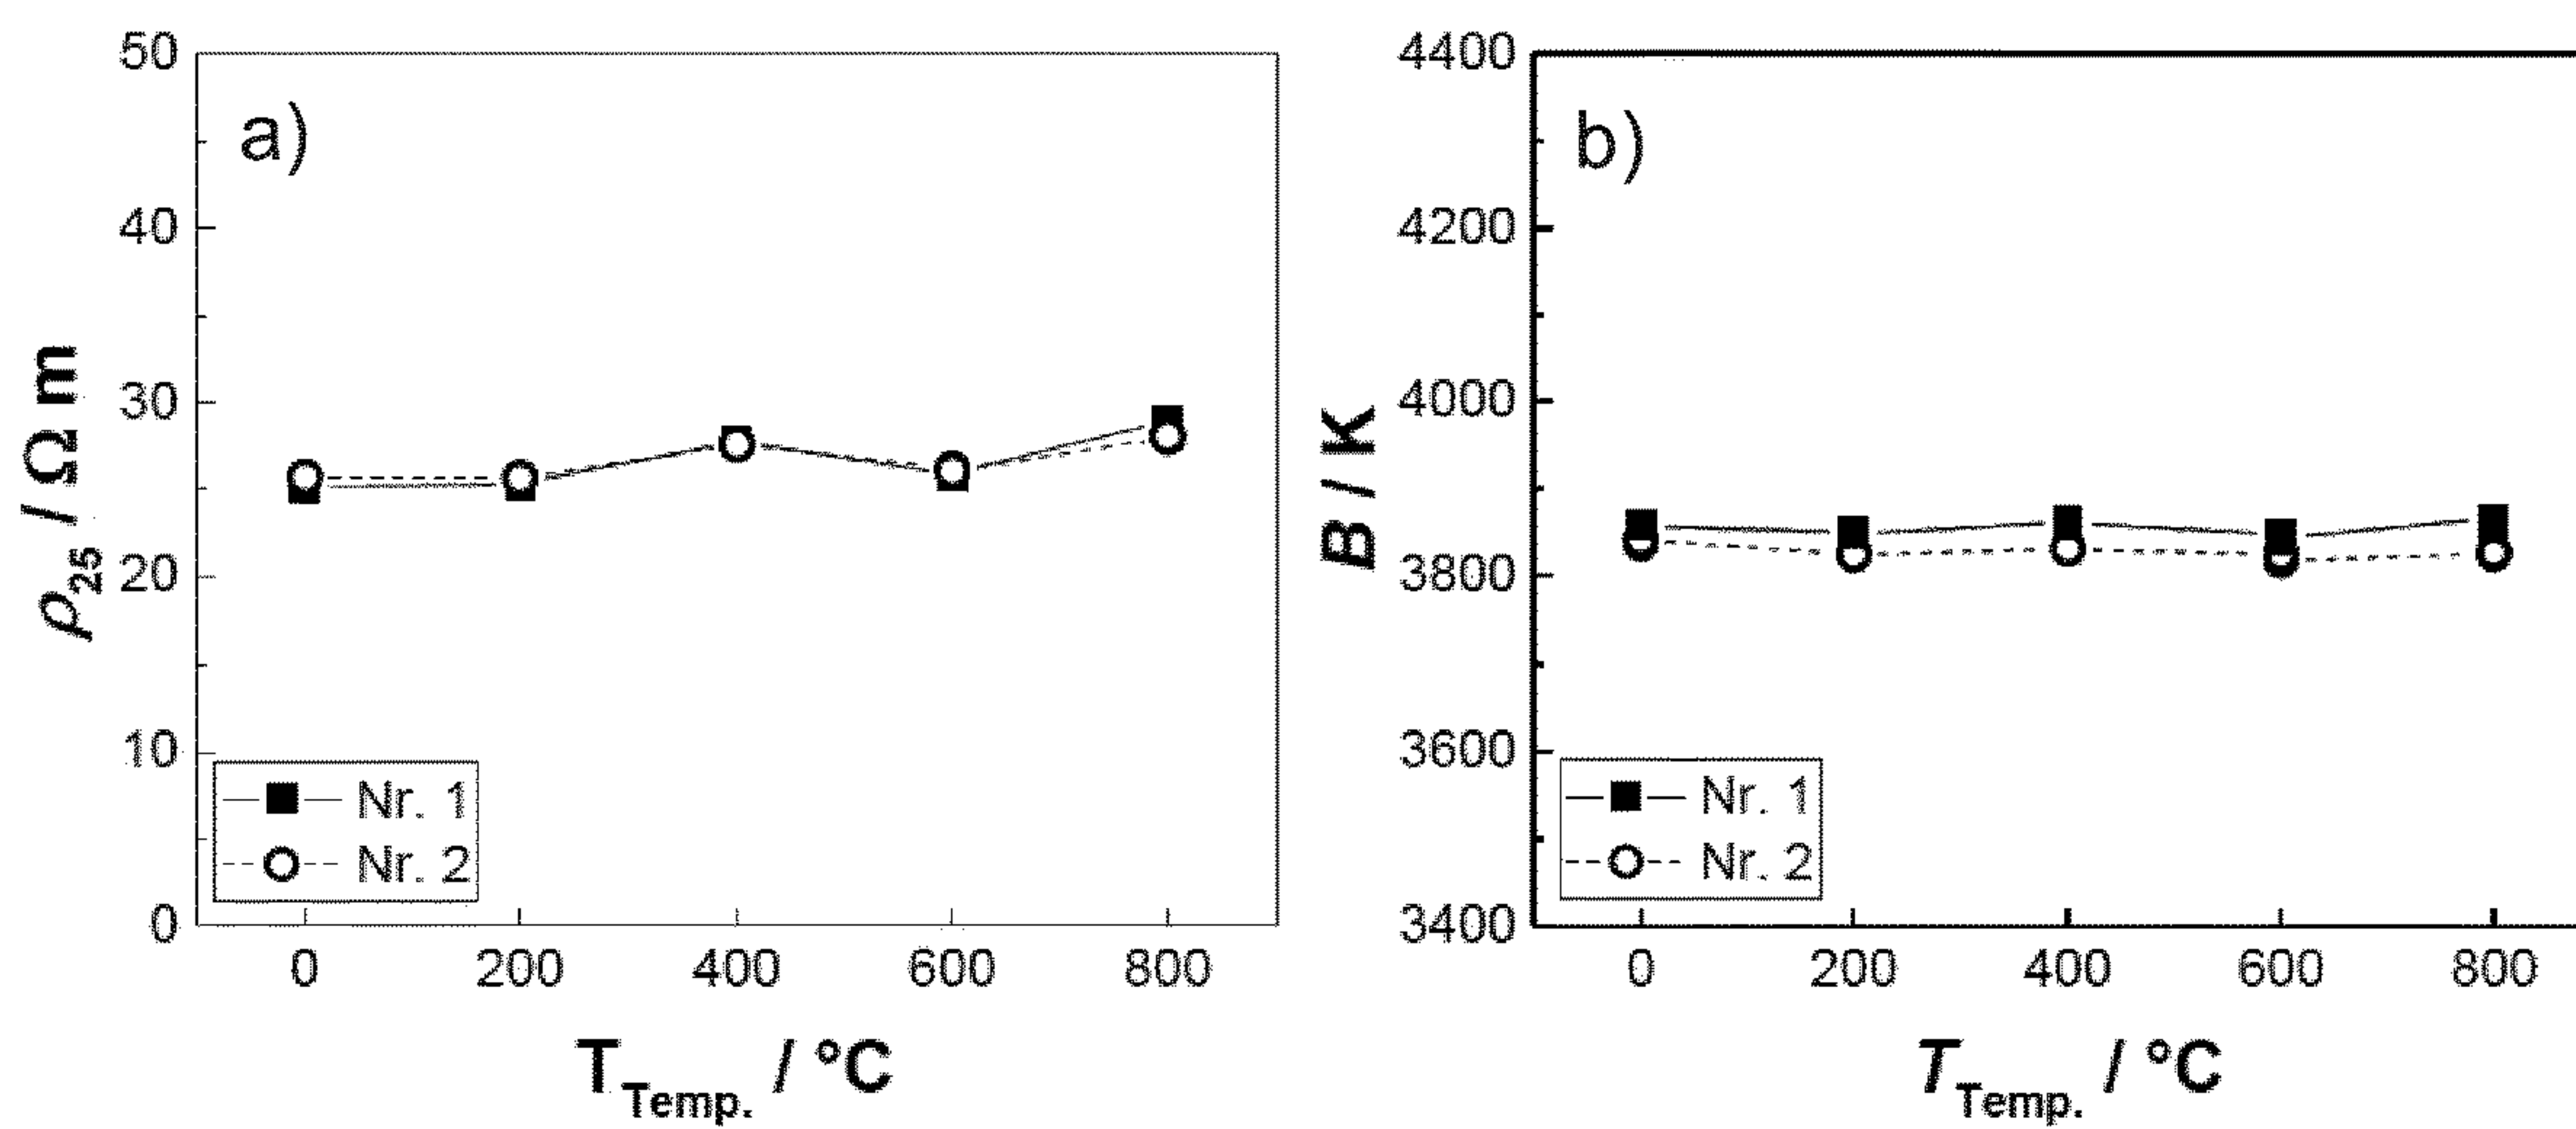 a)
50
40
30
20
10
0
ρ25 / Ω m
Nr. 1
Nr. 2
0 200 400 600 800
TTemp. / °C
b)
4400
4200
4000
3800
3600
3400
B / K
Nr. 1
Nr. 2
0 200 400 600 800
TTemp. / °C